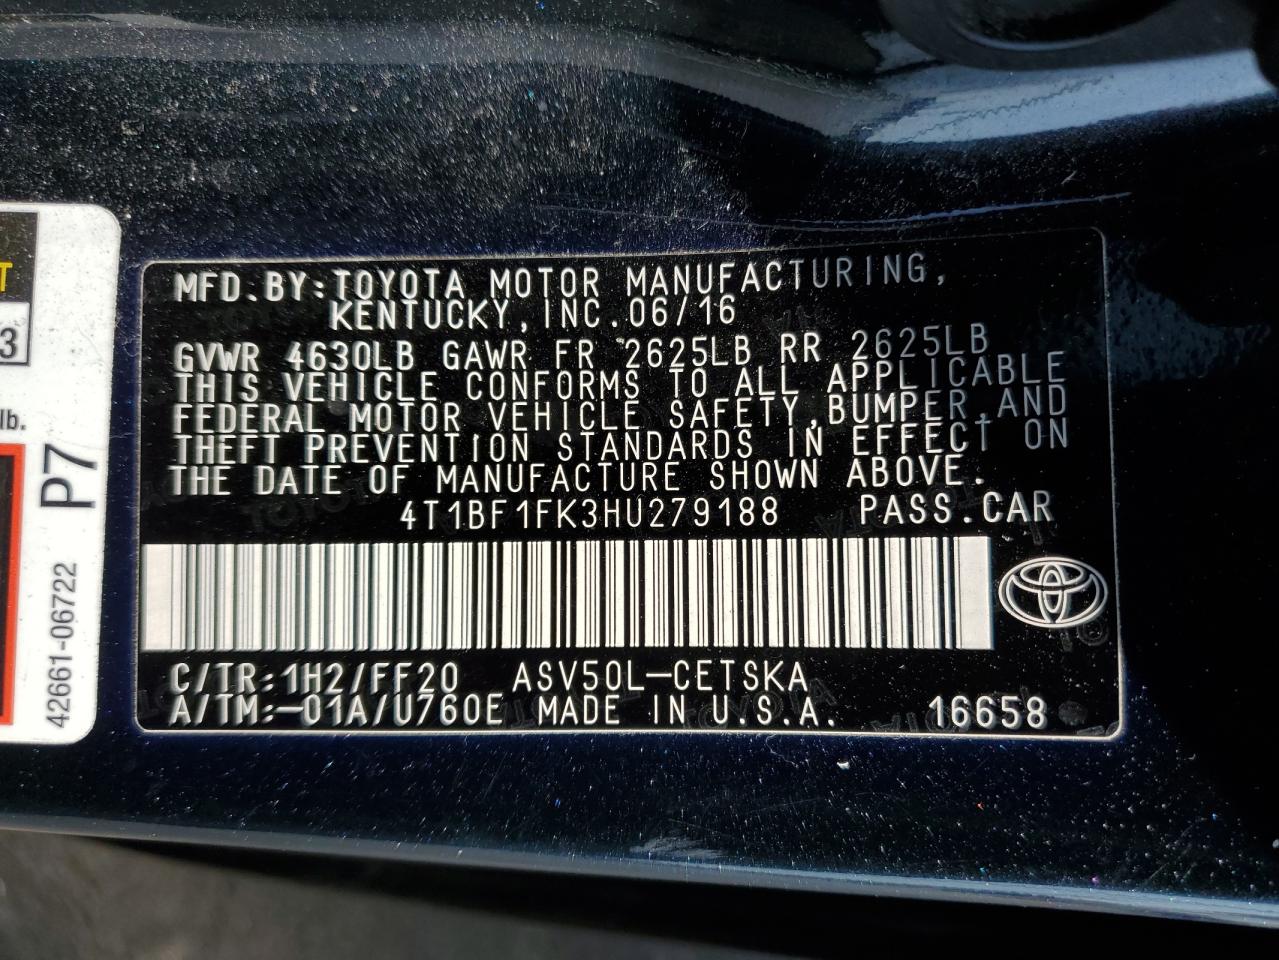 T
3
lb.
P7
42661-06722
MFD.BY:TOYOTA MOTOR MANUFACTURING,
KENTUCKY,INC.06/16
GVWR 4630LB GAWR FR 2625LB RR 2625LB
THIS VEHICLE CONFORMS TO ALL APPLICABLE
FEDERAL MOTOR VEHICLE SAFETY,BUMPER,AND
THEFT PREVENTION STANDARDS IN EFFECT ON
THE DATE OF MANUFACTURE SHOWN ABOVE.
4T1BF1FK3HU279188 PASS.CAR
C/TR:1H2/FF20 ASV50L-CETSKA
A/TM:-01A/U760E MADE IN U.S.A. 16658